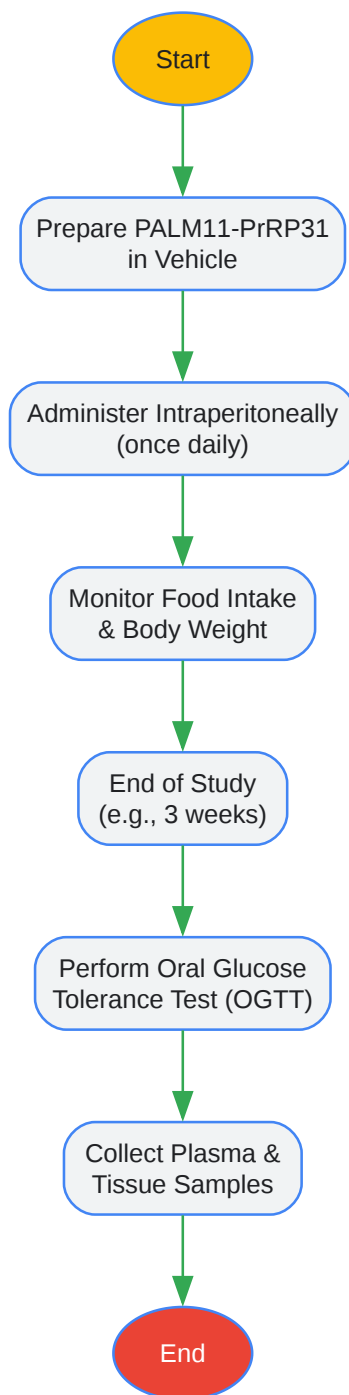 Start
Prepare PALM11-PrRP31
in Vehicle
Administer Intraperitoneally
(once daily)
Monitor Food Intake
& Body Weight
End of Study
(e.g., 3 weeks)
Perform Oral Glucose
Tolerance Test (OGTT)
Collect Plasma &
Tissue Samples
End